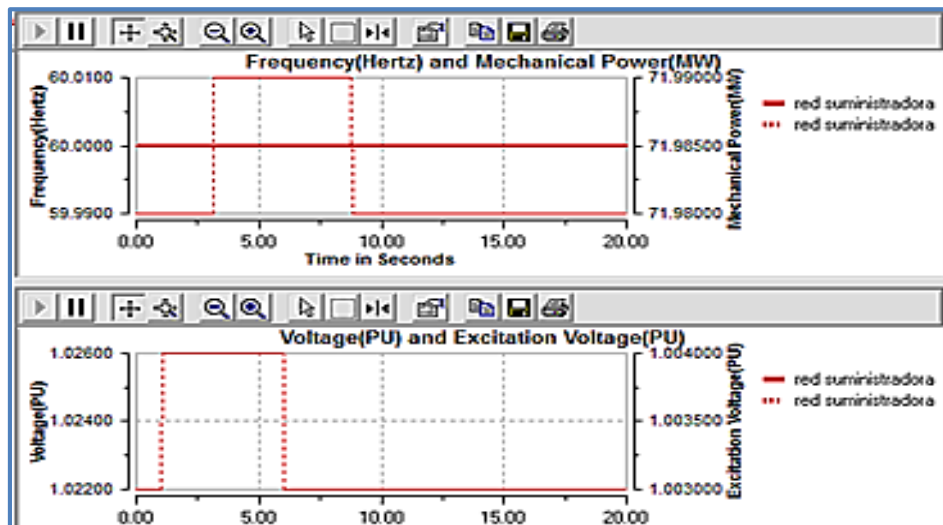 Frequency(Hertz) and Mechanical Power(MW)
Frequency(Hertz)
60.0100
60.0000
59.9900
71.99000
71.98500
71.98000
Mechanical Power(MW)
red suministradora
red suministradora
0.00 5.00 10.00 15.00 20.00
Time in Seconds
Voltage(PU) and Excitation Voltage(PU)
Voltage(PU)
1.02600
1.02400
1.02200
1.004000
1.003500
1.003000
Excitation Voltage(PU)
red suministradora
red suministradora
0.00 5.00 10.00 15.00 20.00